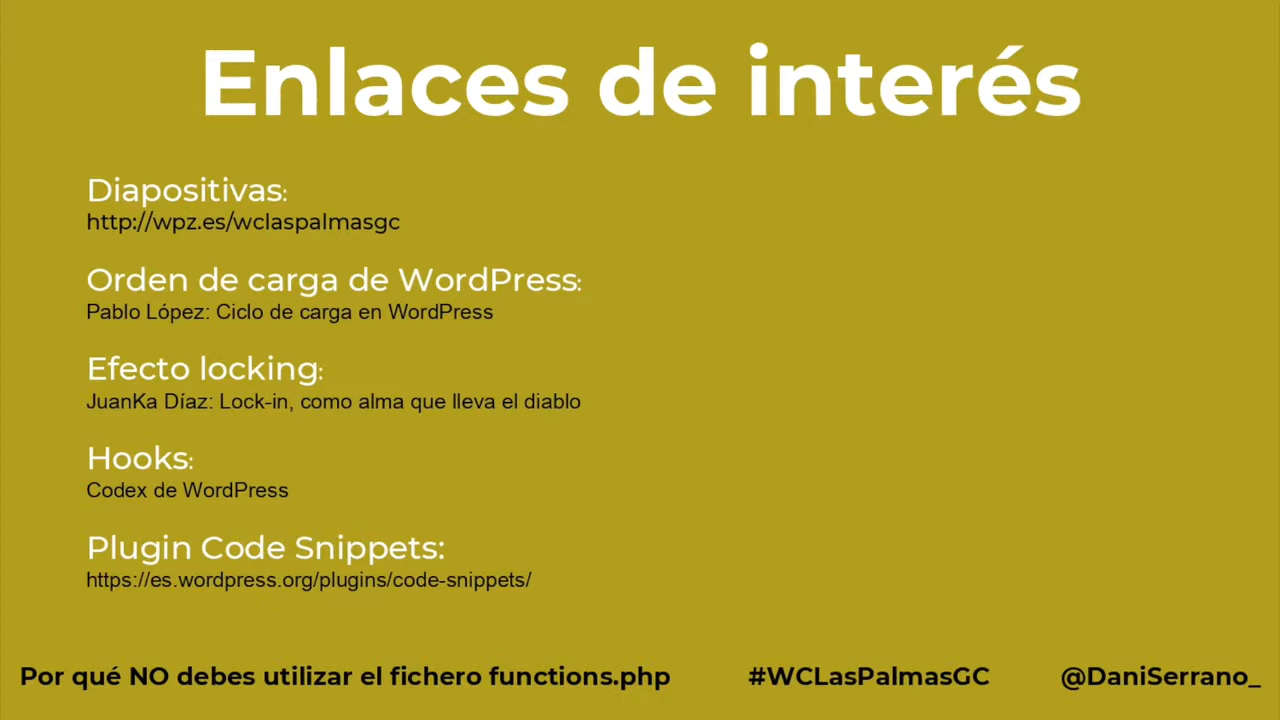 Enlaces de interés
Diapositivas:
http://wpz.es/wclaspalmasgc
Orden de carga de WordPress:
Pablo López: Ciclo de carga en WordPress
Efecto locking:
JuanKa Díaz: Lock-in, como alma que lleva el diablo
Hooks:
Codex de WordPress
Plugin Code Snippets:
https://es.wordpress.org/plugins/code-snippets/
Por qué NO debes utilizar el fichero functions.php #WCLasPalmasGC @DaniSerrano_